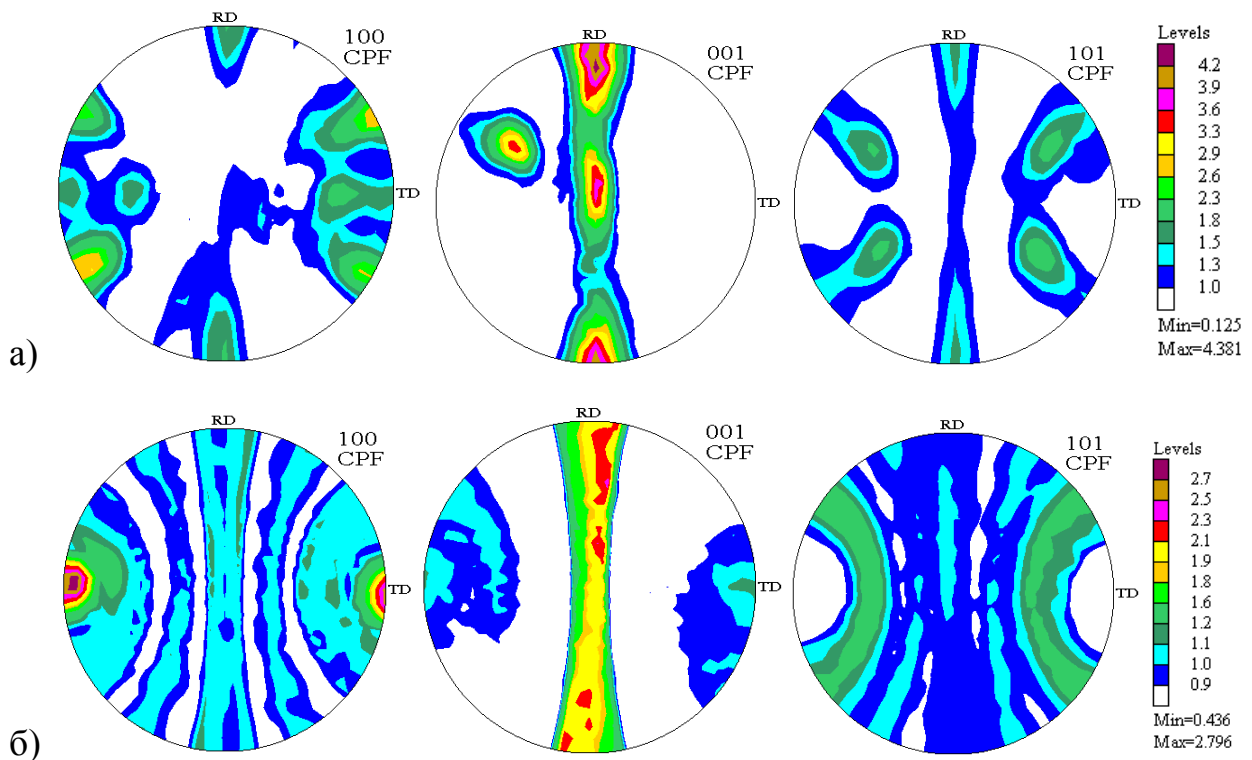 RD
100
CPF
TD
RD
001
CPF
TD
RD
101
CPF
TD
Levels
4.2
3.9
3.6
3.3
2.9
2.6
2.3
1.8
1.5
1.3
1.0
Min=0.125
Max=4.381
а)
RD
100
CPF
TD
RD
001
CPF
TD
RD
101
CPF
TD
Levels
2.7
2.5
2.3
2.1
1.9
1.8
1.6
1.2
1.1
1.0
0.9
Min=0.436
Max=2.796
б)